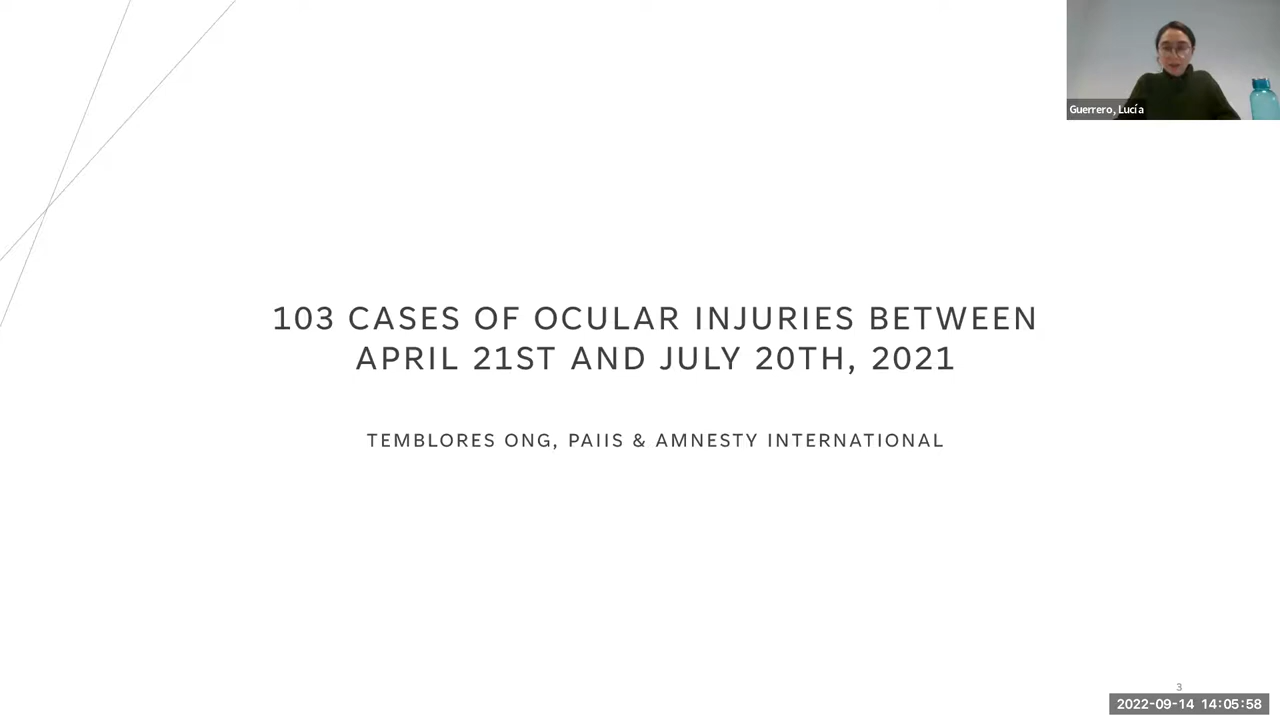 Guerrero, Lucía
103 CASES OF OCULAR INJURIES BETWEEN
APRIL 21ST AND JULY 20TH, 2021
TEMBLORES ONG, PAIIS & AMNESTY INTERNATIONAL
3
2022-09-14 14:05:58